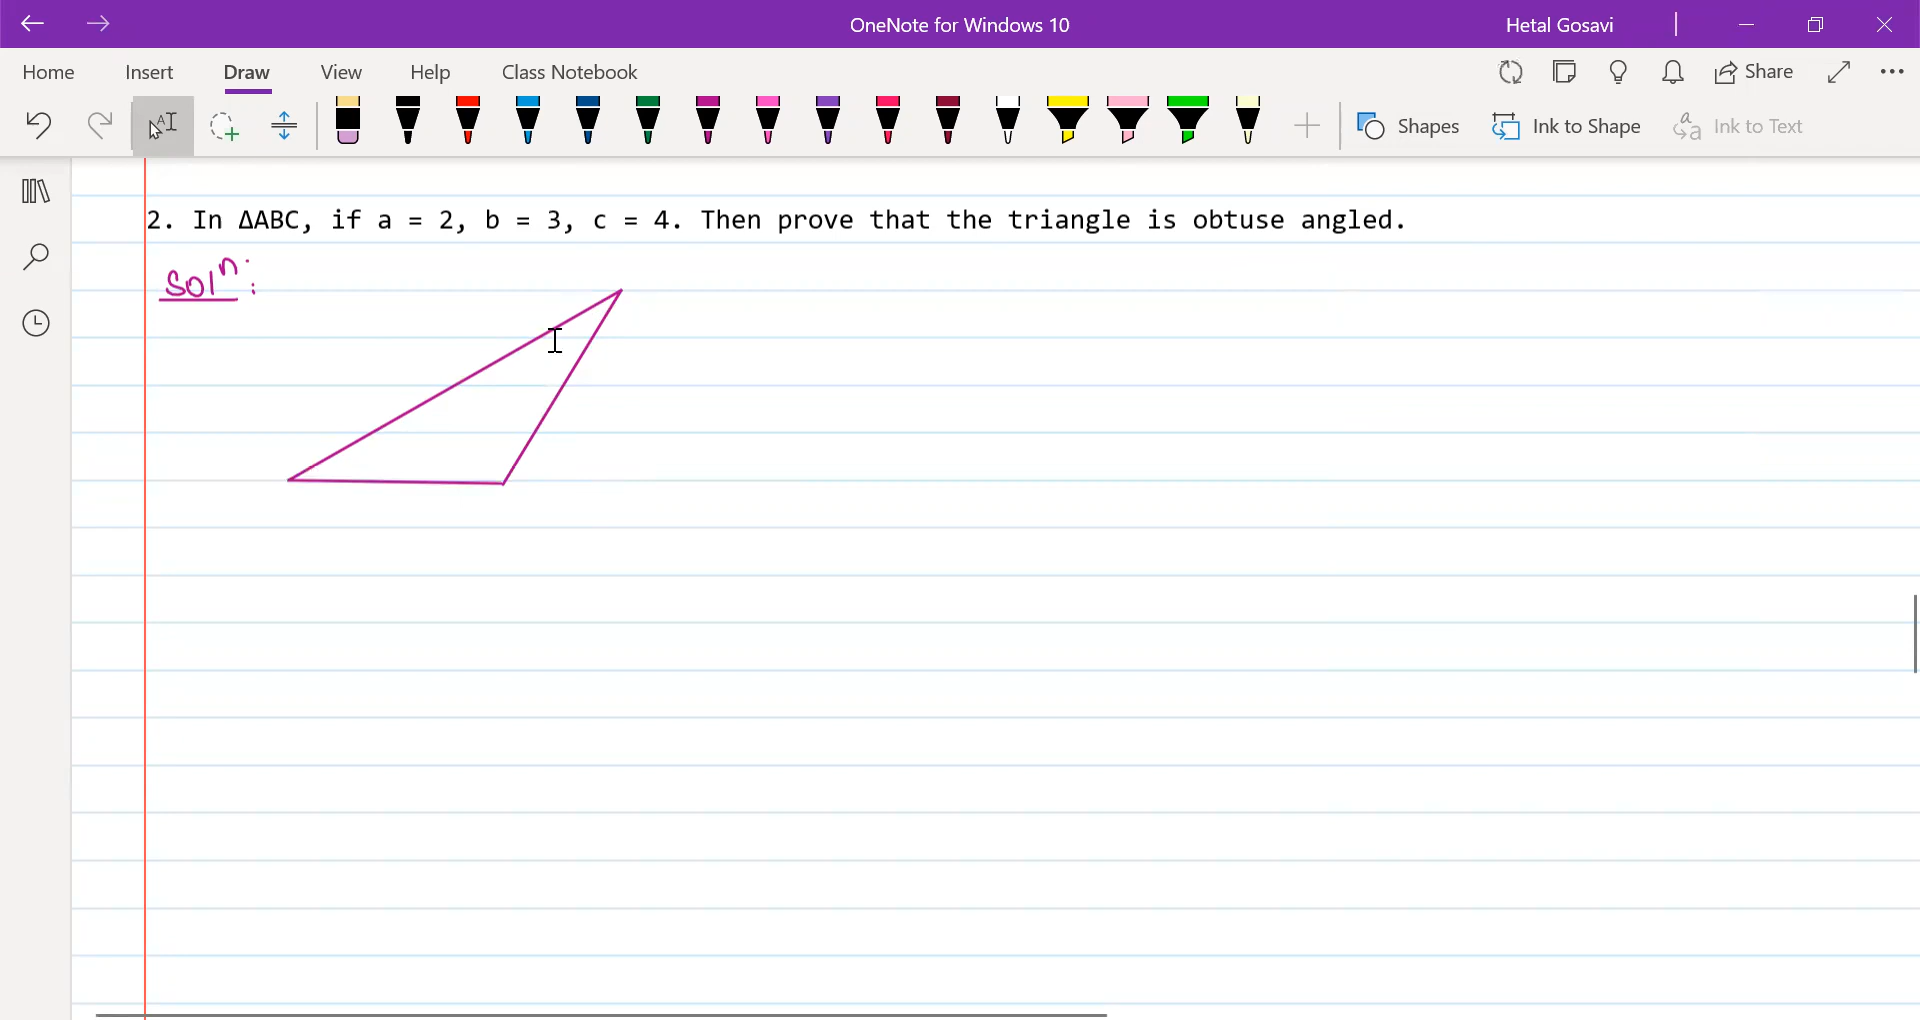 OneNote for Windows 10
Hetal Gosavi
Home Insert Draw View Help Class Notebook
Share
Shapes Ink to Shape Ink to Text
2. In ΔABC, if a = 2, b = 3, c = 4. Then prove that the triangle is obtuse angled.
Solⁿ: